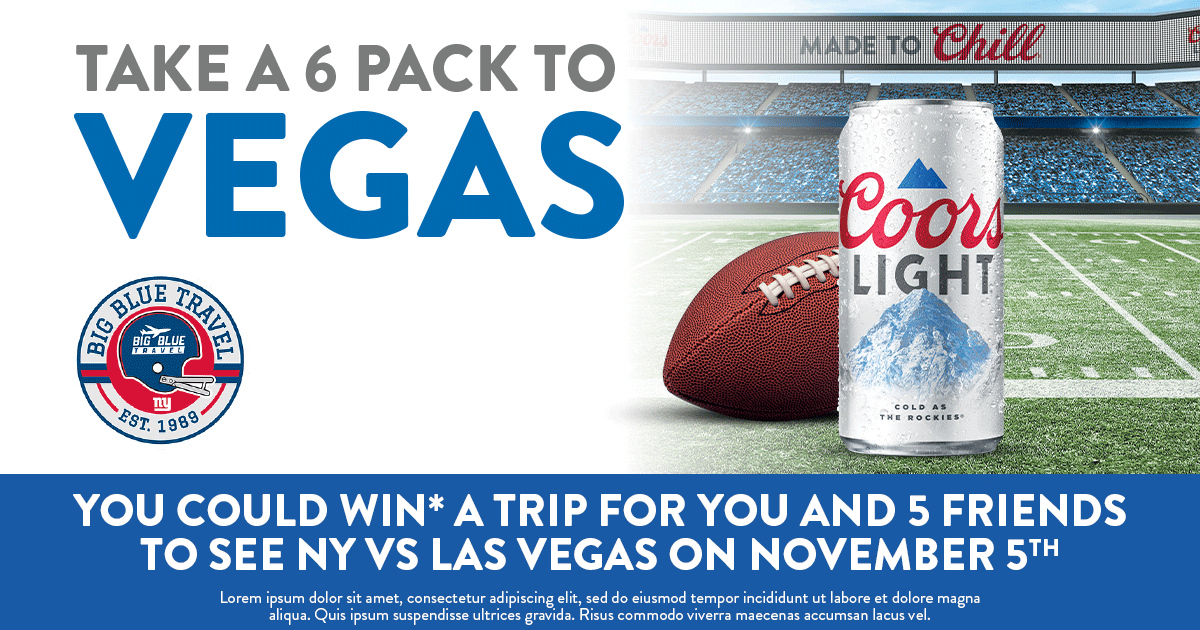 TAKE A 6 PACK TO
VEGAS
MADE TO Chill
Coors
LIGHT
COLD AS
THE ROCKIES®
BIG BLUE TRAVEL
BIG BLUE
TRAVEL
ny
EST. 1989
YOU COULD WIN* A TRIP FOR YOU AND 5 FRIENDS
TO SEE NY VS LAS VEGAS ON NOVEMBER 5TH
Lorem ipsum dolor sit amet, consectetur adipiscing elit, sed do eiusmod tempor incididunt ut labore et dolore magna
aliqua. Quis ipsum suspendisse ultrices gravida. Risus commodo viverra maecenas accumsan lacus vel.